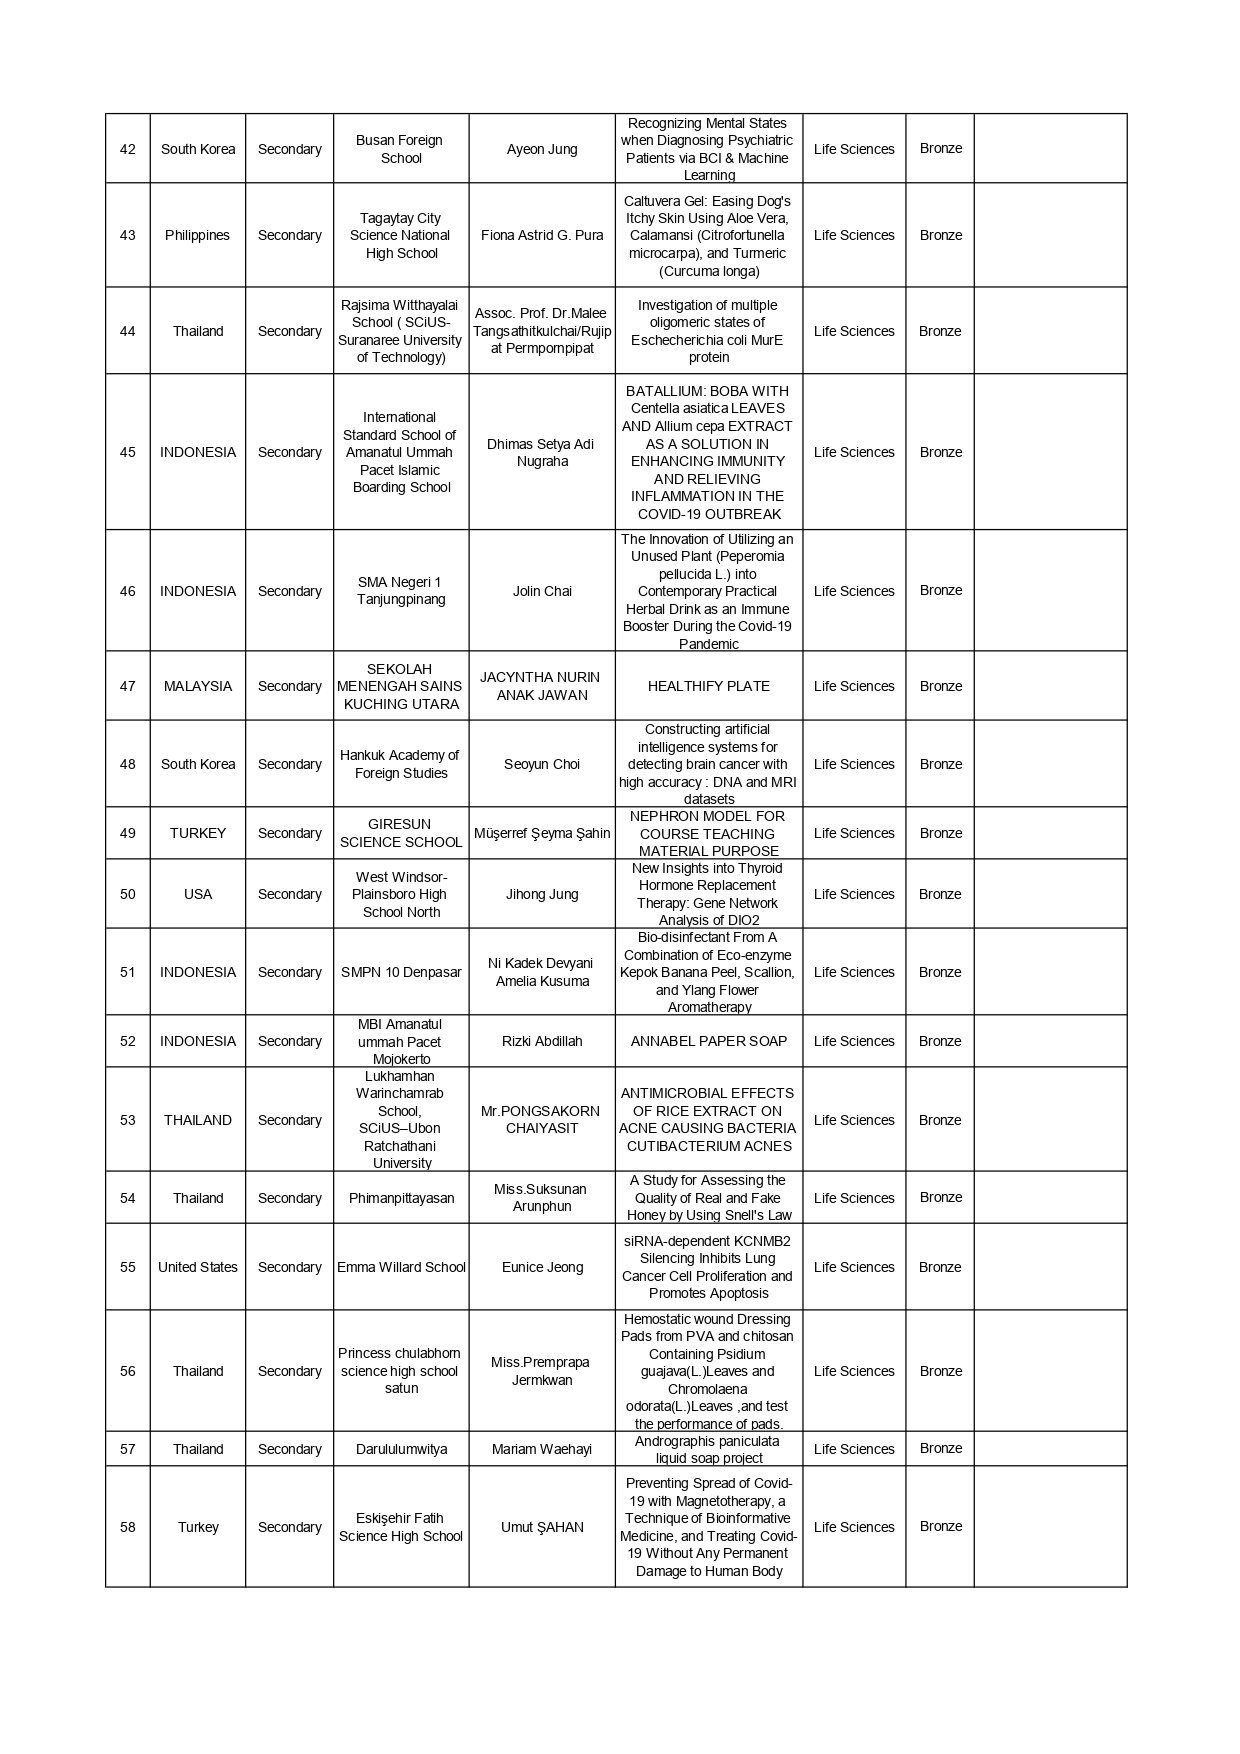 42 South Korea Secondary Busan Foreign School Ayeon Jung Recognizing Mental States when Diagnosing Psychiatric Patients via BCI & Machine Learning Life Sciences Bronze
43 Philippines Secondary Tagaytay City Science National High School Fiona Astrid G. Pura Caltuvera Gel: Easing Dog's Itchy Skin Using Aloe Vera, Calamansi (Citrofortunella microcarpa), and Turmeric (Curcuma longa) Life Sciences Bronze
44 Thailand Secondary Rajsima Witthayalai School ( SCiUS-Suranaree University of Technology) Assoc. Prof. Dr.Malee Tangsathitkulchai/Rujipat Permpornpipat Investigation of multiple oligomeric states of Eschecherichia coli MurE protein Life Sciences Bronze
45 INDONESIA Secondary International Standard School of Amanatul Ummah Pacet Islamic Boarding School Dhimas Setya Adi Nugraha BATALLIUM: BOBA WITH Centella asiatica LEAVES AND Allium cepa EXTRACT AS A SOLUTION IN ENHANCING IMMUNITY AND RELIEVING INFLAMMATION IN THE COVID-19 OUTBREAK Life Sciences Bronze
46 INDONESIA Secondary SMA Negeri 1 Tanjungpinang Jolin Chai The Innovation of Utilizing an Unused Plant (Peperomia pellucida L.) into Contemporary Practical Herbal Drink as an Immune Booster During the Covid-19 Pandemic Life Sciences Bronze
47 MALAYSIA Secondary SEKOLAH MENENGAH SAINS KUCHING UTARA JACYNTHA NURIN ANAK JAWAN HEALTHIFY PLATE Life Sciences Bronze
48 South Korea Secondary Hankuk Academy of Foreign Studies Seoyun Choi Constructing artificial intelligence systems for detecting brain cancer with high accuracy : DNA and MRI datasets Life Sciences Bronze
49 TURKEY Secondary GIRESUN SCIENCE SCHOOL Müşerref Şeyma Şahin NEPHRON MODEL FOR COURSE TEACHING MATERIAL PURPOSE Life Sciences Bronze
50 USA Secondary West Windsor-Plainsboro High School North Jihong Jung New Insights into Thyroid Hormone Replacement Therapy: Gene Network Analysis of DIO2 Life Sciences Bronze
51 INDONESIA Secondary SMPN 10 Denpasar Ni Kadek Devyani Amelia Kusuma Bio-disinfectant From A Combination of Eco-enzyme Kepok Banana Peel, Scallion, and Ylang Flower Aromatherapy Life Sciences Bronze
52 INDONESIA Secondary MBI Amanatul ummah Pacet Mojokerto Rizki Abdillah ANNABEL PAPER SOAP Life Sciences Bronze
53 THAILAND Secondary Lukhamhan Warinchamrab School, SCiUS–Ubon Ratchathani University Mr.PONGSAKORN CHAIYASIT ANTIMICROBIAL EFFECTS OF RICE EXTRACT ON ACNE CAUSING BACTERIA CUTIBACTERIUM ACNES Life Sciences Bronze
54 Thailand Secondary Phimanpittayasan Miss.Suksunan Arunphun A Study for Assessing the Quality of Real and Fake Honey by Using Snell's Law Life Sciences Bronze
55 United States Secondary Emma Willard School Eunice Jeong siRNA-dependent KCNMB2 Silencing Inhibits Lung Cancer Cell Proliferation and Promotes Apoptosis Life Sciences Bronze
56 Thailand Secondary Princess chulabhorn science high school satun Miss.Premprapa Jermkwan Hemostatic wound Dressing Pads from PVA and chitosan Containing Psidium guajava(L.)Leaves and Chromolaena odorata(L.)Leaves ,and test the performance of pads. Life Sciences Bronze
57 Thailand Secondary Darululumwitya Mariam Waehayi Andrographis paniculata liquid soap project Life Sciences Bronze
58 Turkey Secondary Eskişehir Fatih Science High School Umut ŞAHAN Preventing Spread of Covid-19 with Magnetotherapy, a Technique of Bioinformative Medicine, and Treating Covid-19 Without Any Permanent Damage to Human Body Life Sciences Bronze